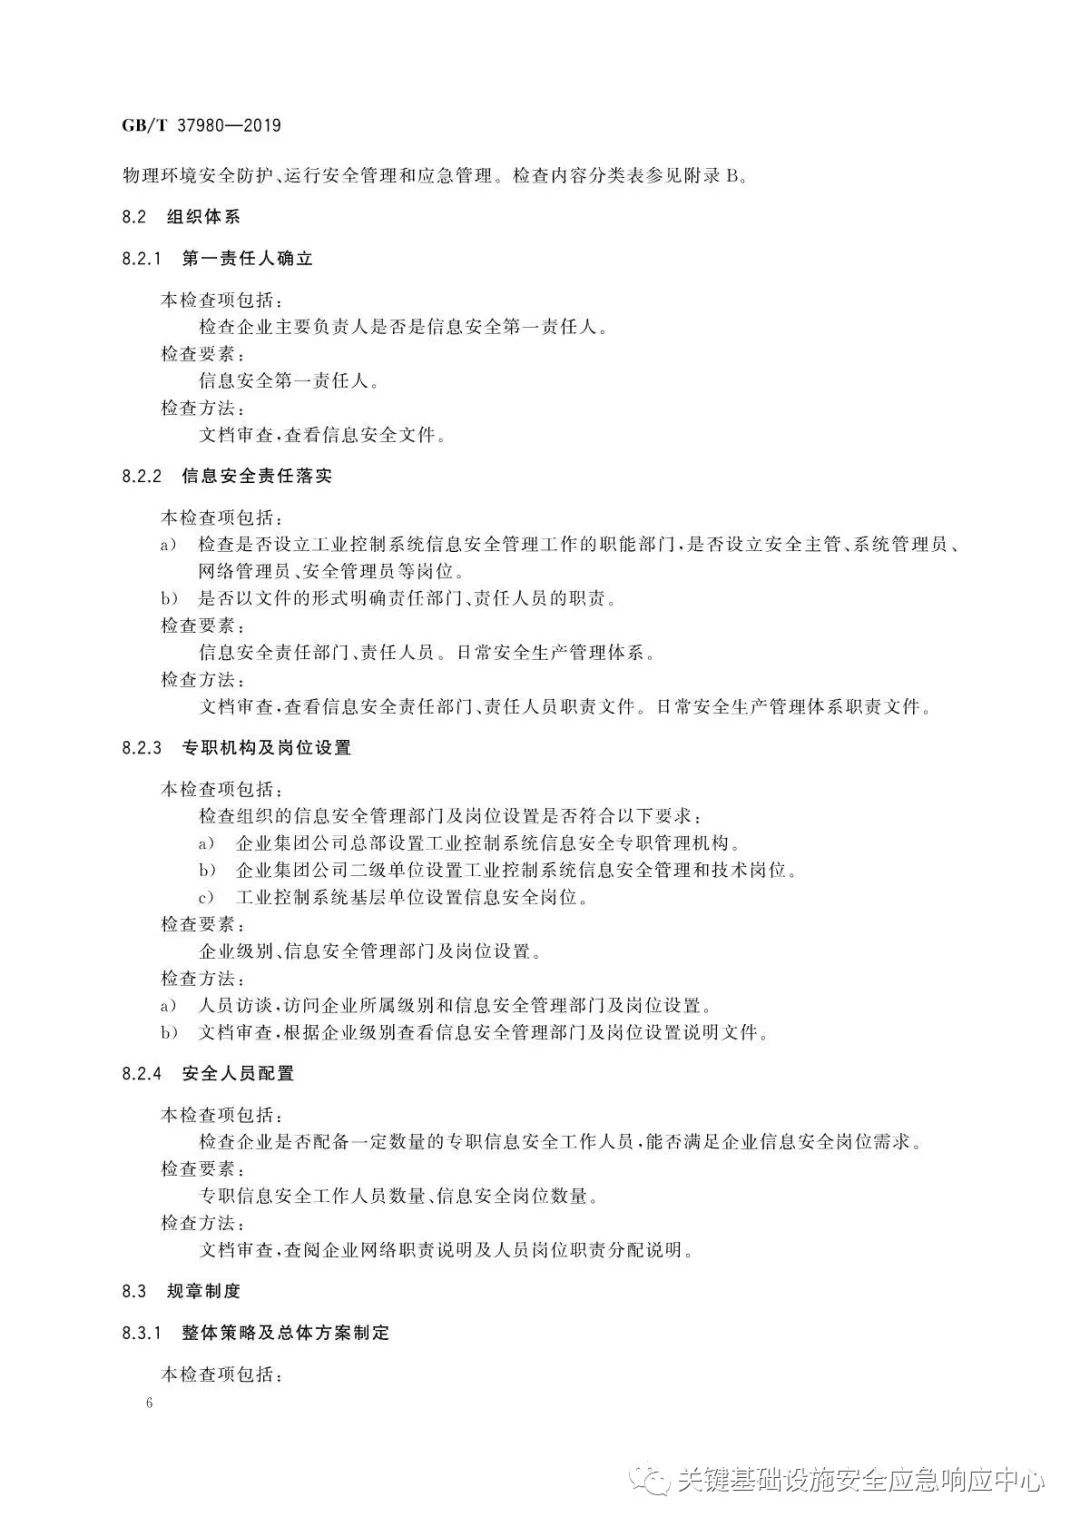 GB/T 37980—2019
物理环境安全防护、运行安全管理和应急管理。检查内容分类表参见附录 B。
8.2 组织体系
8.2.1 第一责任人确立
本检查项包括：
检查企业主要负责人是否是信息安全第一责任人。
检查要素：
信息安全第一责任人。
检查方法：
文档审查，查看信息安全文件。
8.2.2 信息安全责任落实
本检查项包括：
a） 检查是否设立工业控制系统信息安全管理工作的职能部门，是否设立安全主管、系统管理员、
网络管理员、安全管理员等岗位。
b） 是否以文件的形式明确责任部门、责任人员的职责。
检查要素：
信息安全责任部门、责任人员。日常安全生产管理体系。
检查方法：
文档审查，查看信息安全责任部门、责任人员职责文件。日常安全生产管理体系职责文件。
8.2.3 专职机构及岗位设置
本检查项包括：
检查组织的信息安全管理部门及岗位设置是否符合以下要求：
a） 企业集团公司总部设置工业控制系统信息安全专职管理机构。
b） 企业集团公司二级单位设置工业控制系统信息安全管理和技术岗位。
c） 工业控制系统基层单位设置信息安全岗位。
检查要素：
企业级别、信息安全管理部门及岗位设置。
检查方法：
a） 人员访谈，访问企业所属级别和信息安全管理部门及岗位设置。
b） 文档审查，根据企业级别查看信息安全管理部门及岗位设置说明文件。
8.2.4 安全人员配置
本检查项包括：
检查企业是否配备一定数量的专职信息安全工作人员，能否满足企业信息安全岗位需求。
检查要素：
专职信息安全工作人员数量、信息安全岗位数量。
检查方法：
文档审查，查阅企业网络职责说明及人员岗位职责分配说明。
8.3 规章制度
8.3.1 整体策略及总体方案制定
本检查项包括：
6
关键基础设施安全应急响应中心